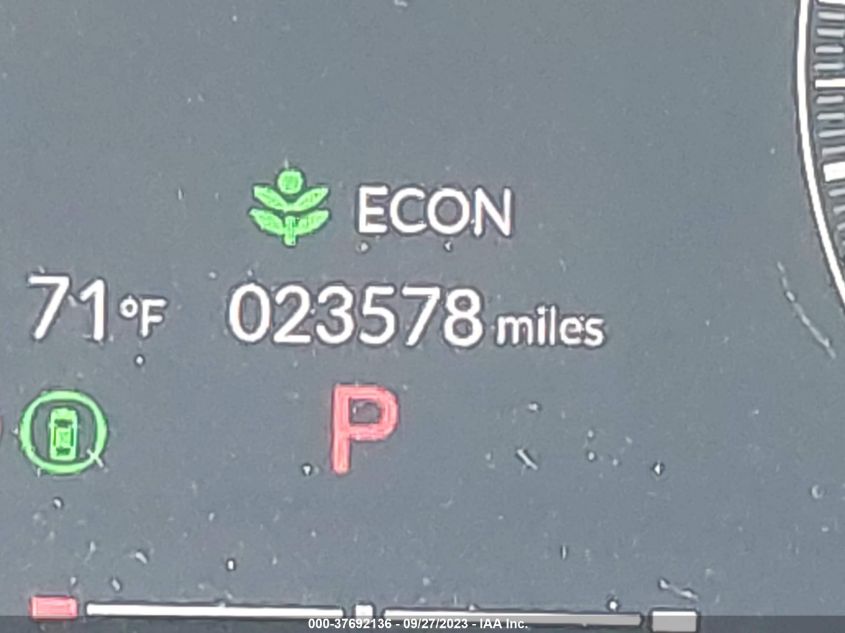 ECON
71°F 023578 miles
P
000-37692136 - 09/27/2023 - IAA Inc.